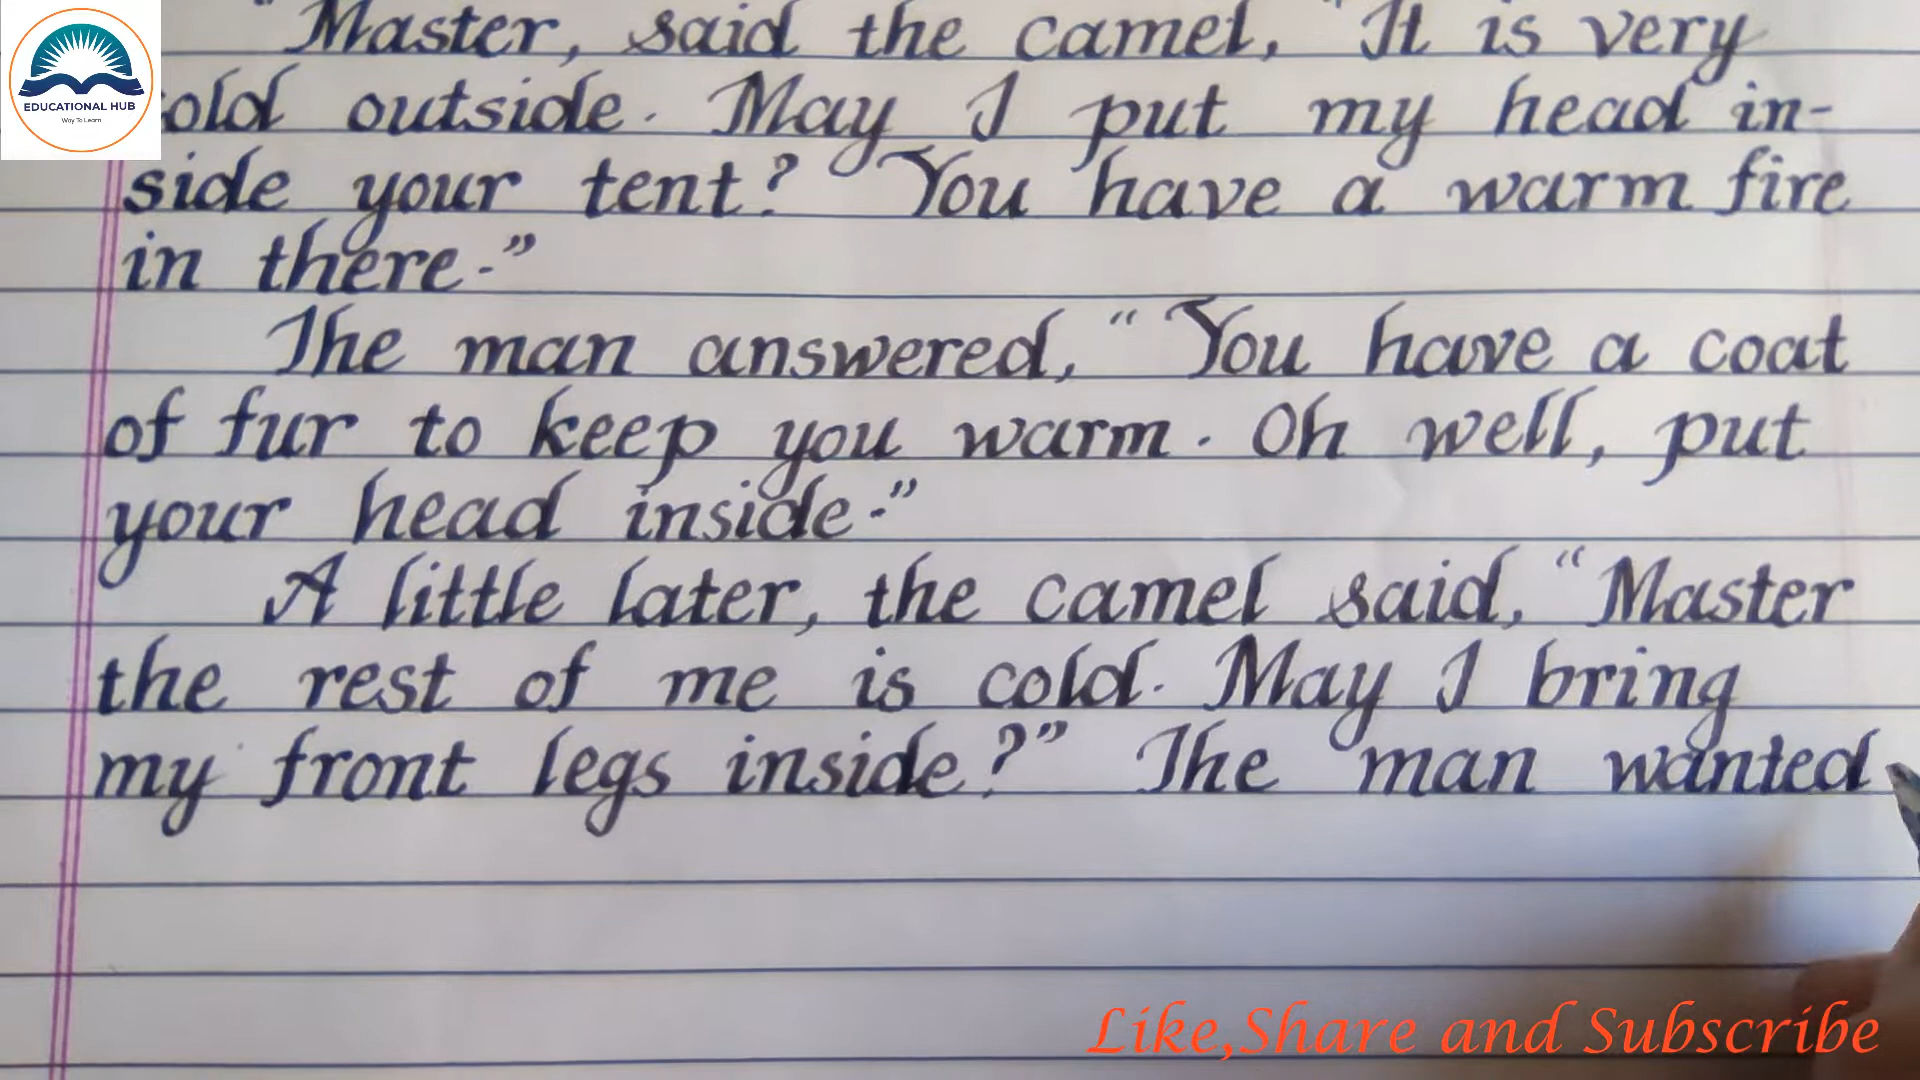 "Master, said the camel, "It is very
EDUCATIONAL HUB
Way To Learn
old outside. May I put my head in-
side your tent? You have a warm fire
in there."
The man answered, "You have a coat
of fur to keep you warm. Oh well, put
your head inside."
A little later, the camel said, "Master
the rest of me is cold. May I bring
my front legs inside?" The man wanted
Like,Share and Subscribe